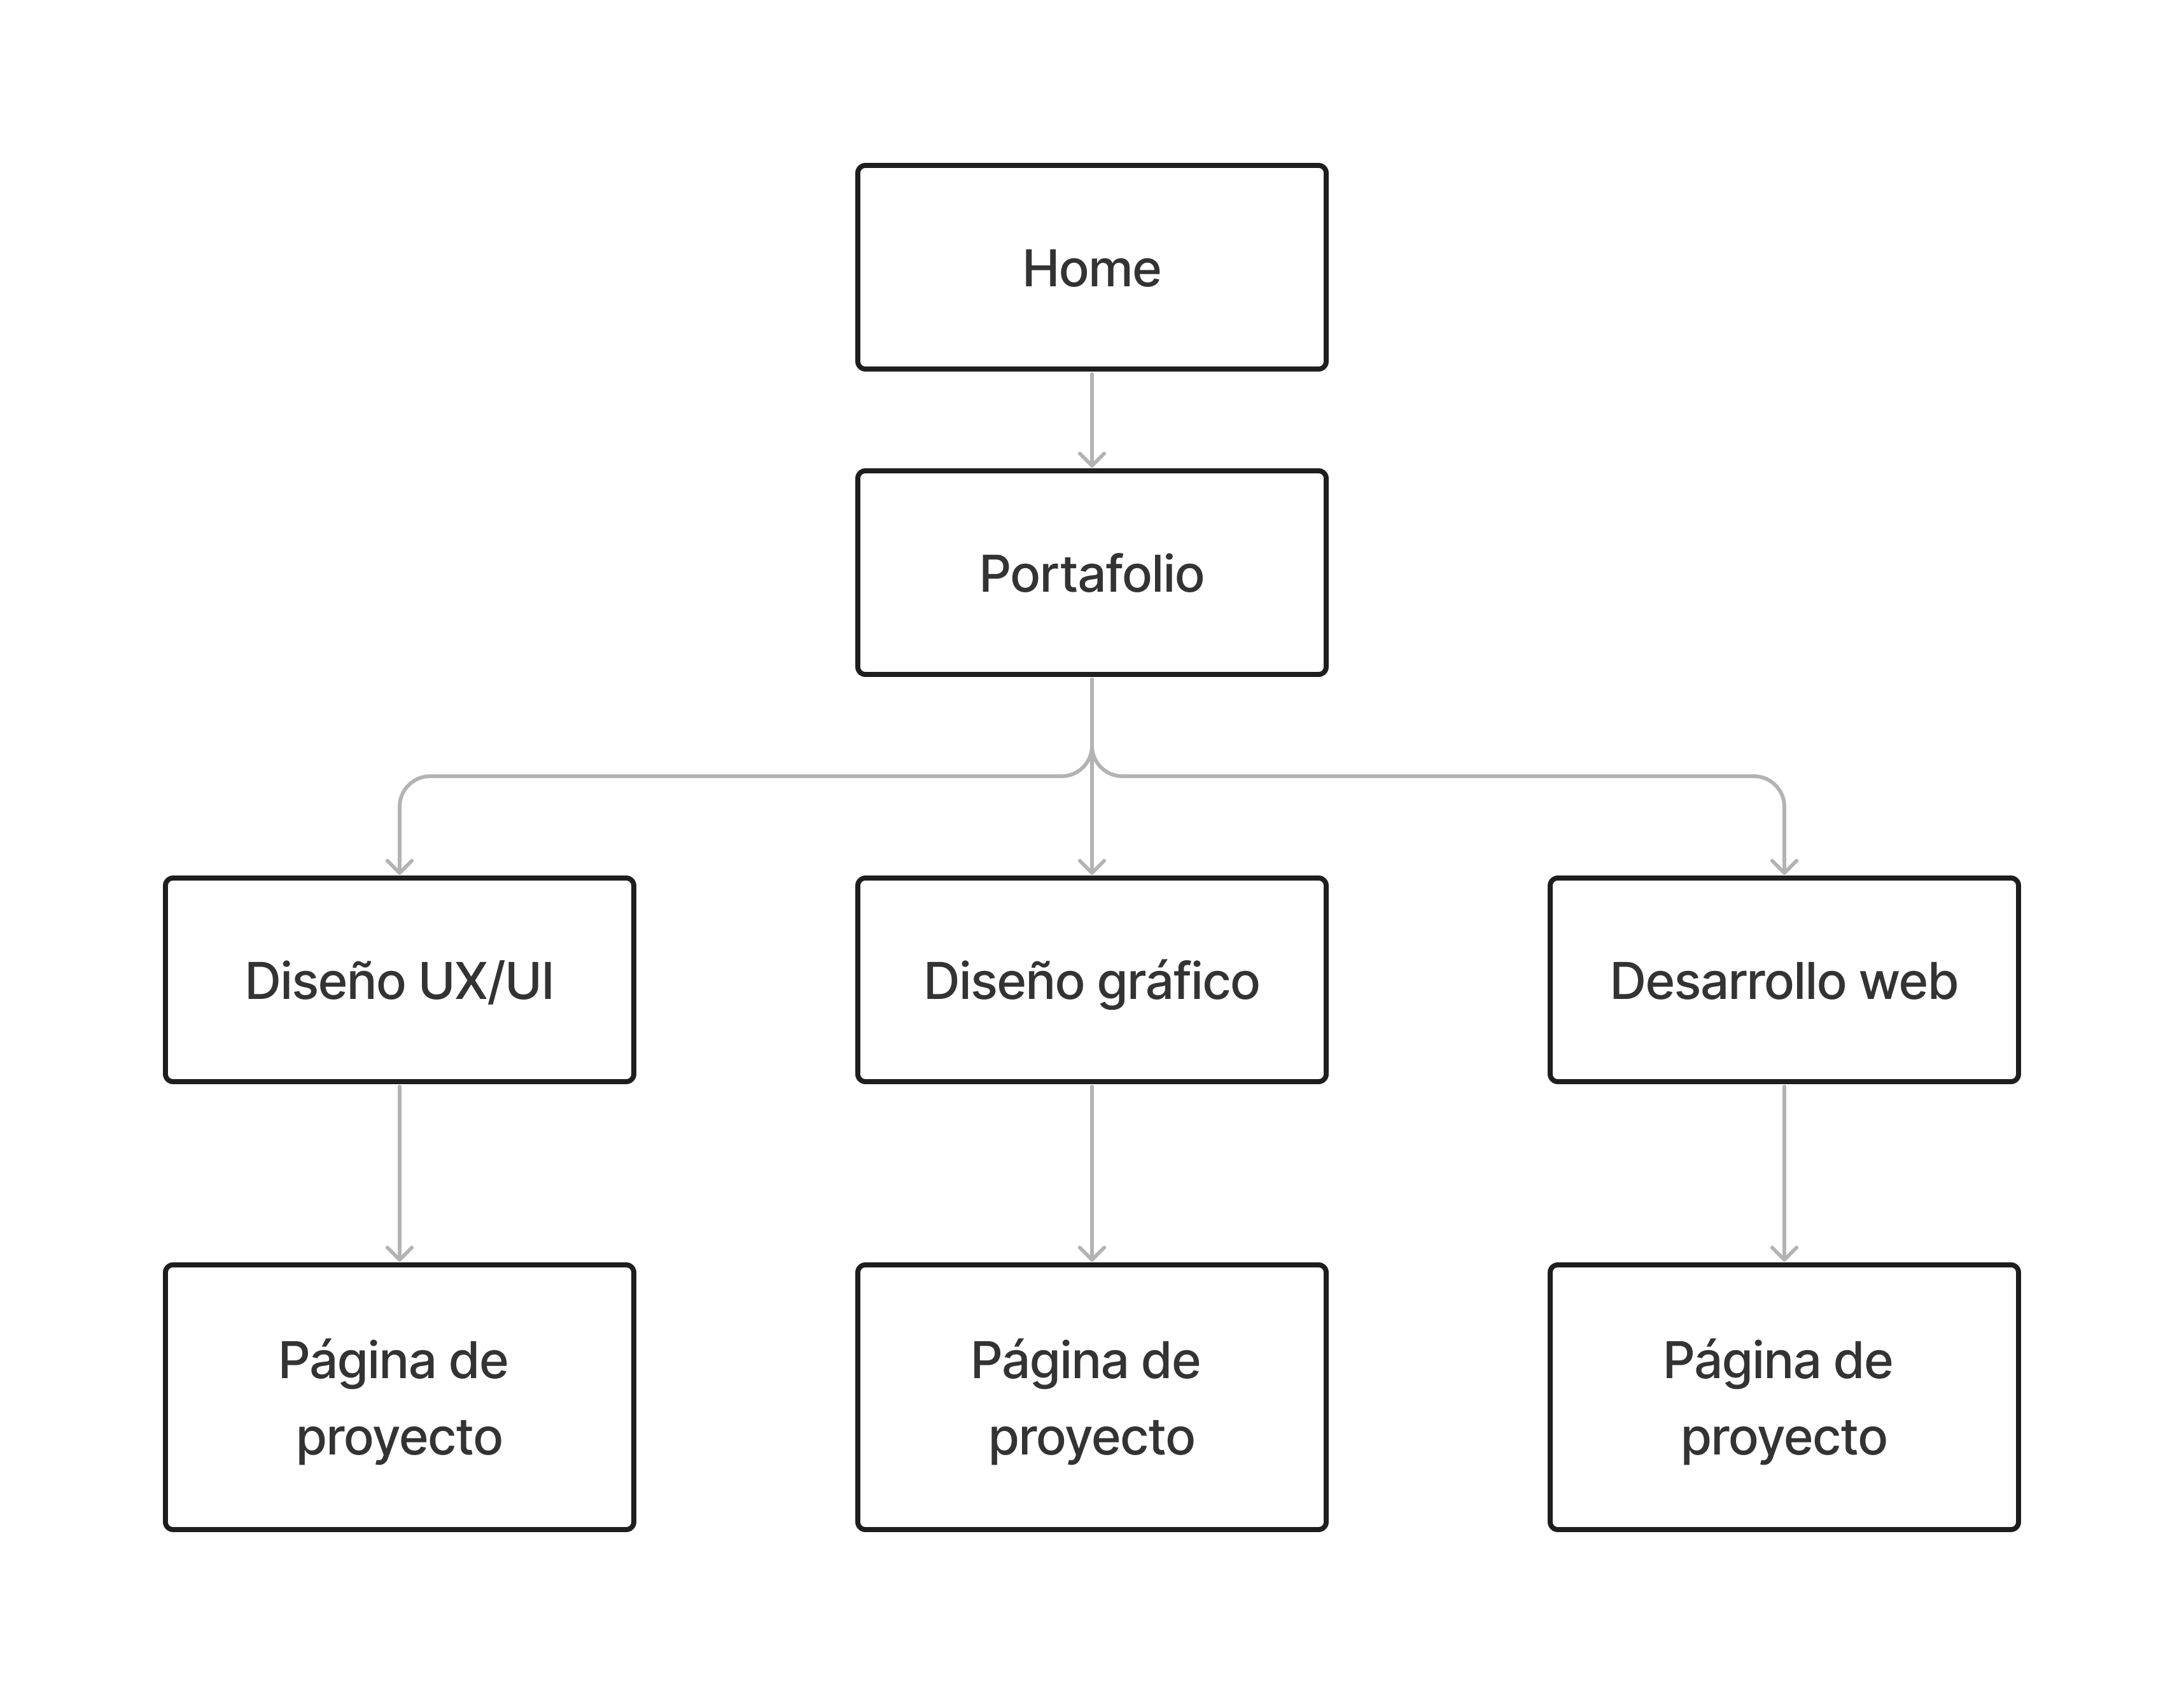 Home
Portafolio
Diseño UX/UI
Diseño gráfico
Desarrollo web
Página de
proyecto
Página de
proyecto
Página de
proyecto